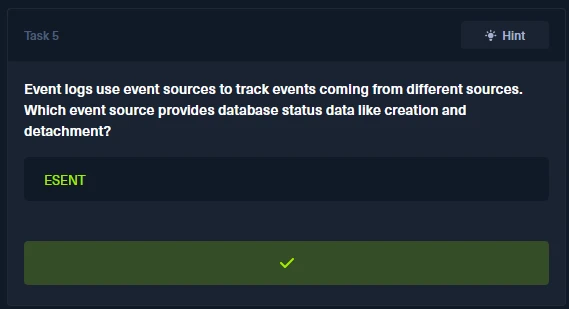 Task 5
Hint
Event logs use event sources to track events coming from different sources.
Which event source provides database status data like creation and
detachment?
ESENT